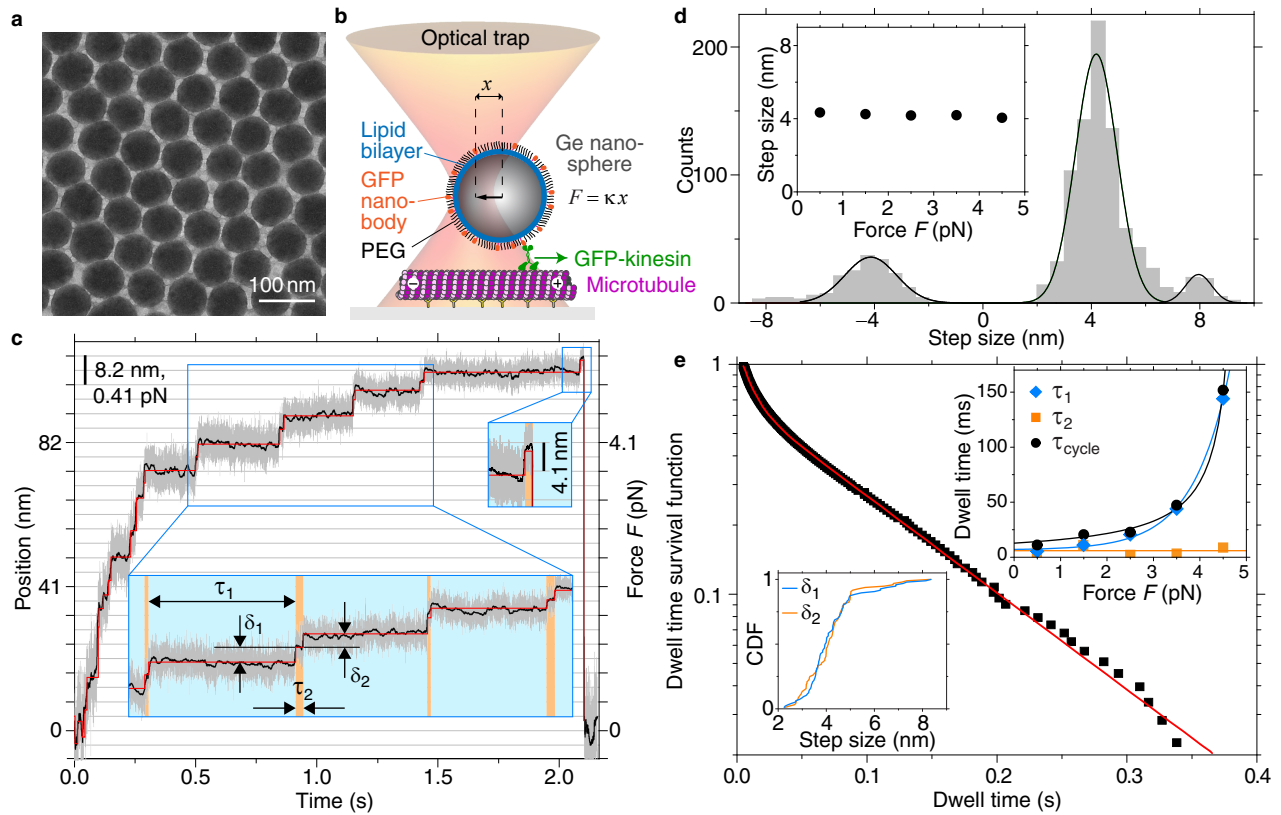 a
100 nm
b
Optical trap
x
Lipid
bilayer
GFP
nano-
body
PEG
Ge nano-
sphere
F = κx
GFP-kinesin
Microtubule
−
+
c
8.2 nm,
0.41 pN
Position (nm)
82
41
0
4.1
0
Force F (pN)
4.1 nm
τ1
δ1
τ2
δ2
0.0
0.5
1.0
1.5
2.0
Time (s)
d
Counts
200
100
0
−8
−4
0
4
8
Step size (nm)
Step size (nm)
8
4
0
0
1
2
3
4
5
Force F (pN)
e
Dwell time survival function
1
0.1
0.0
0.1
0.2
0.3
0.4
Dwell time (s)
τ1
τ2
τcycle
Dwell time (ms)
150
100
50
0
0
1
2
3
4
5
Force F (pN)
δ1
δ2
CDF
1
0
2
4
6
8
Step size (nm)